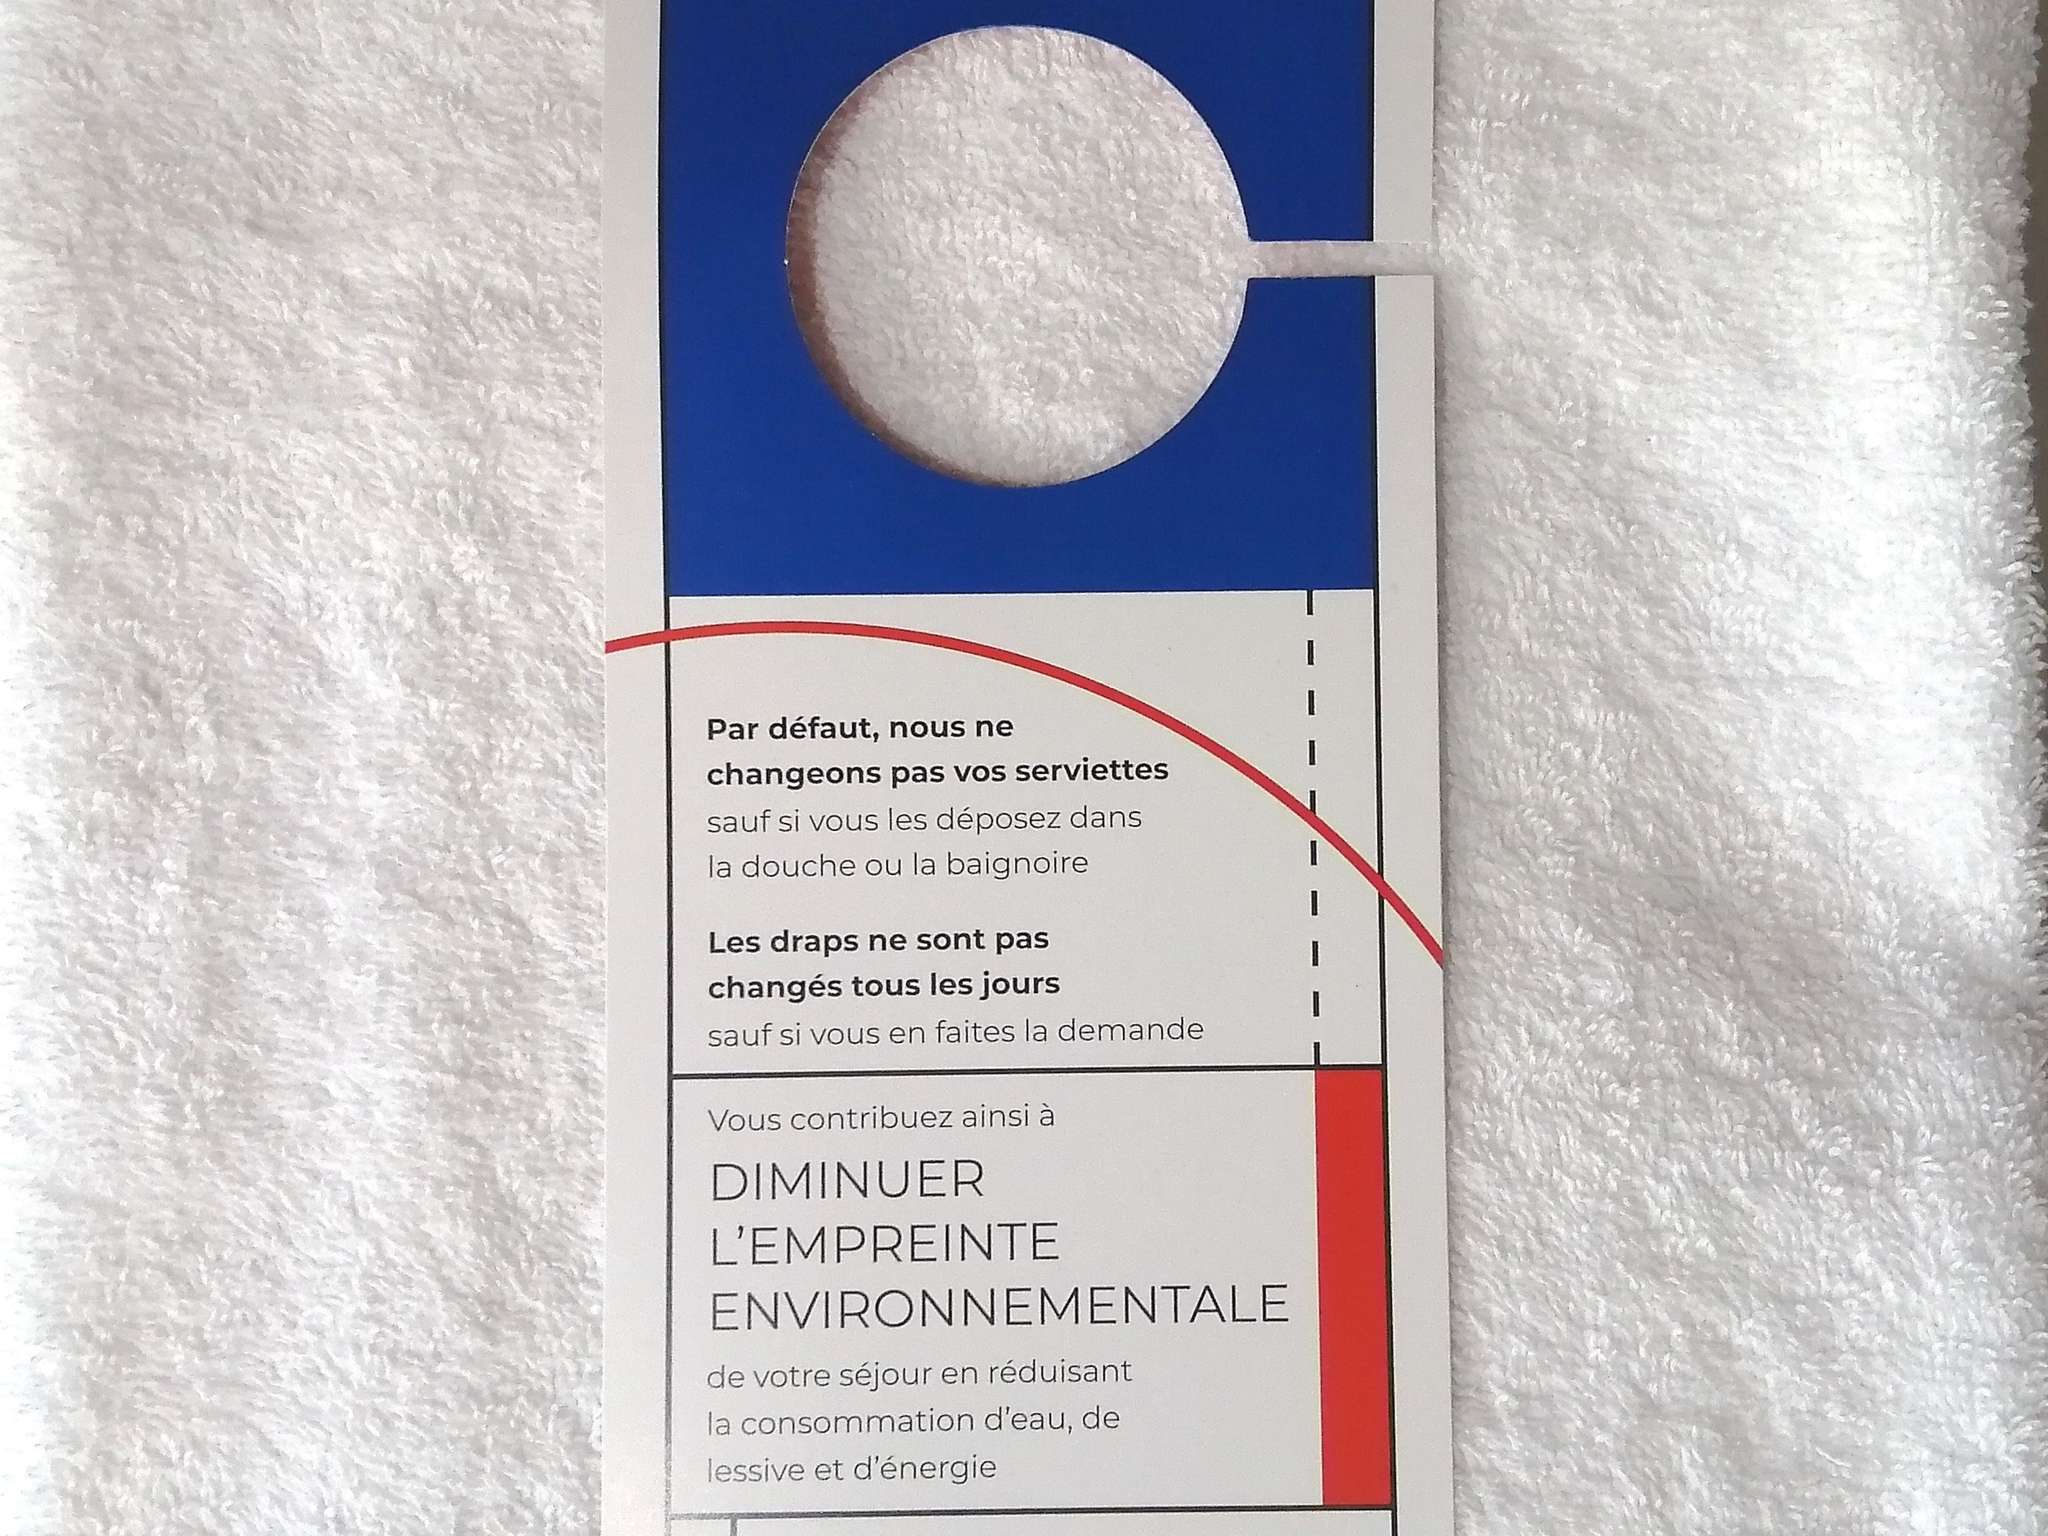 Par défaut, nous ne
changeons pas vos serviettes
sauf si vous les déposez dans
la douche ou la baignoire
Les draps ne sont pas
changés tous les jours
sauf si vous en faites la demande
Vous contribuez ainsi à
DIMINUER
L'EMPREINTE
ENVIRONNEMENTALE
de votre séjour en réduisant
la consommation d'eau, de
lessive et d'énergie